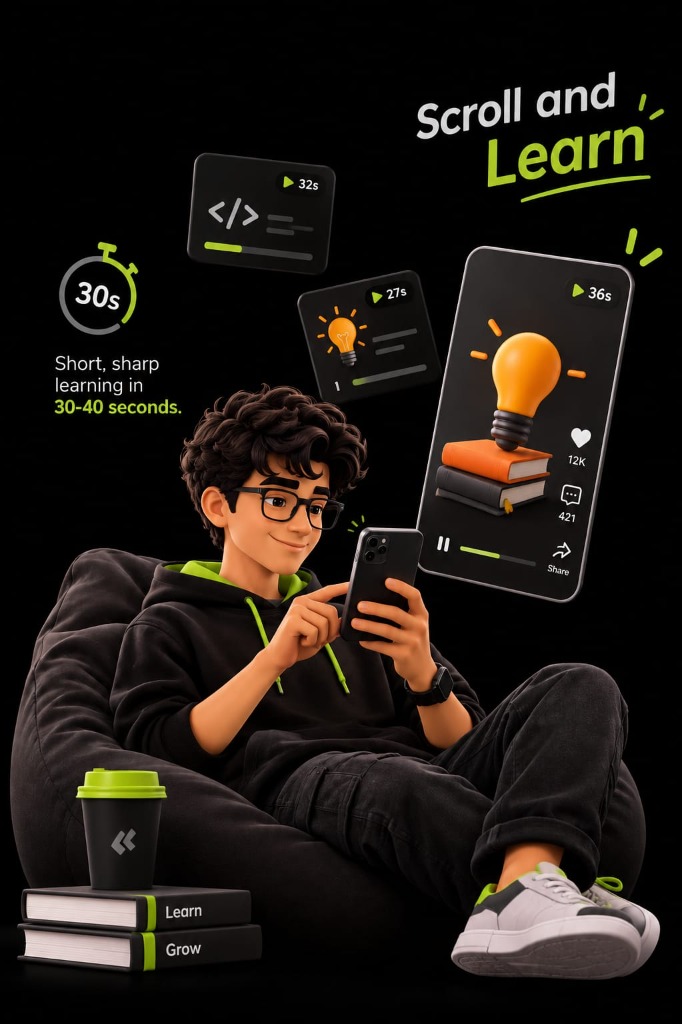 Scroll and
Learn
32s
</>
30s
27s
36s
Short, sharp
learning in
30-40 seconds.
12K
421
Share
Learn
Grow